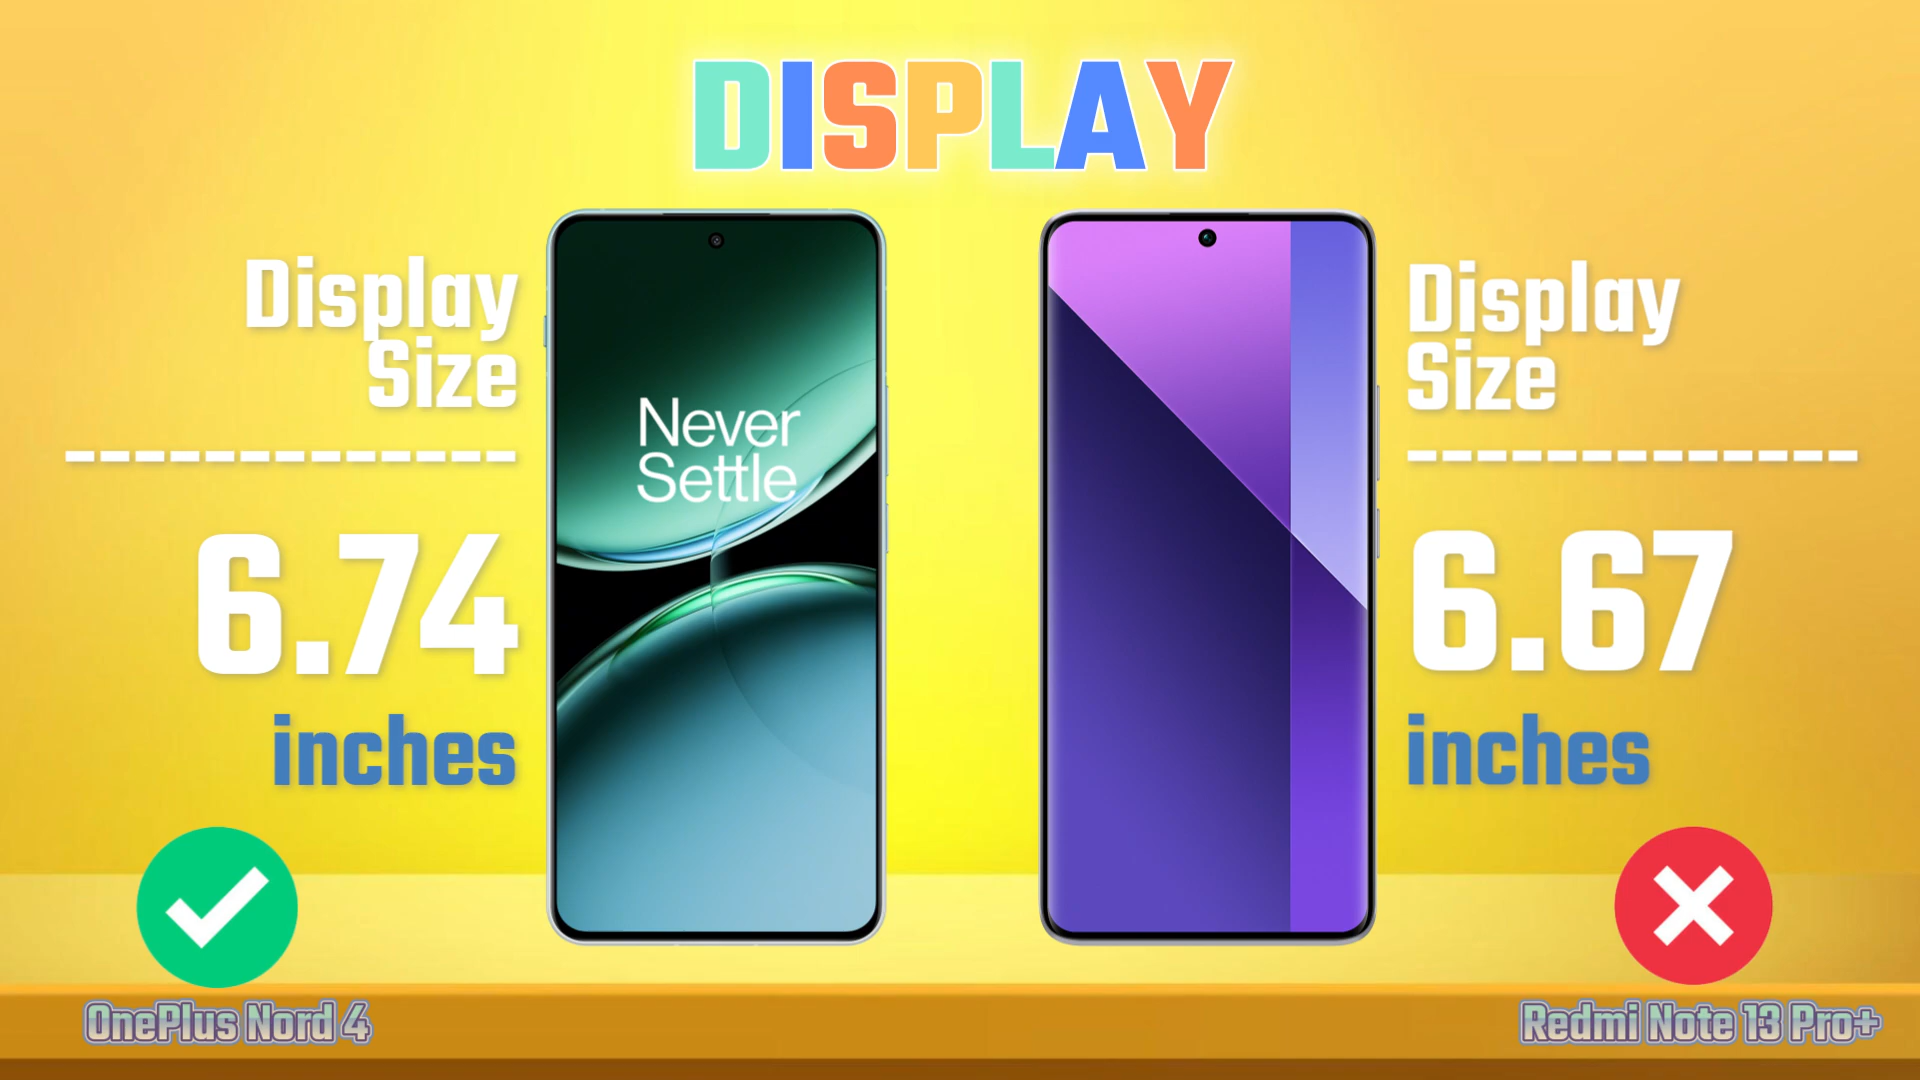 DISPLAY
Display
Size
-------------
6.74
inches
OnePlus Nord 4
Never
Settle
Display
Size
-------------
6.67
inches
Redmi Note 13 Pro+